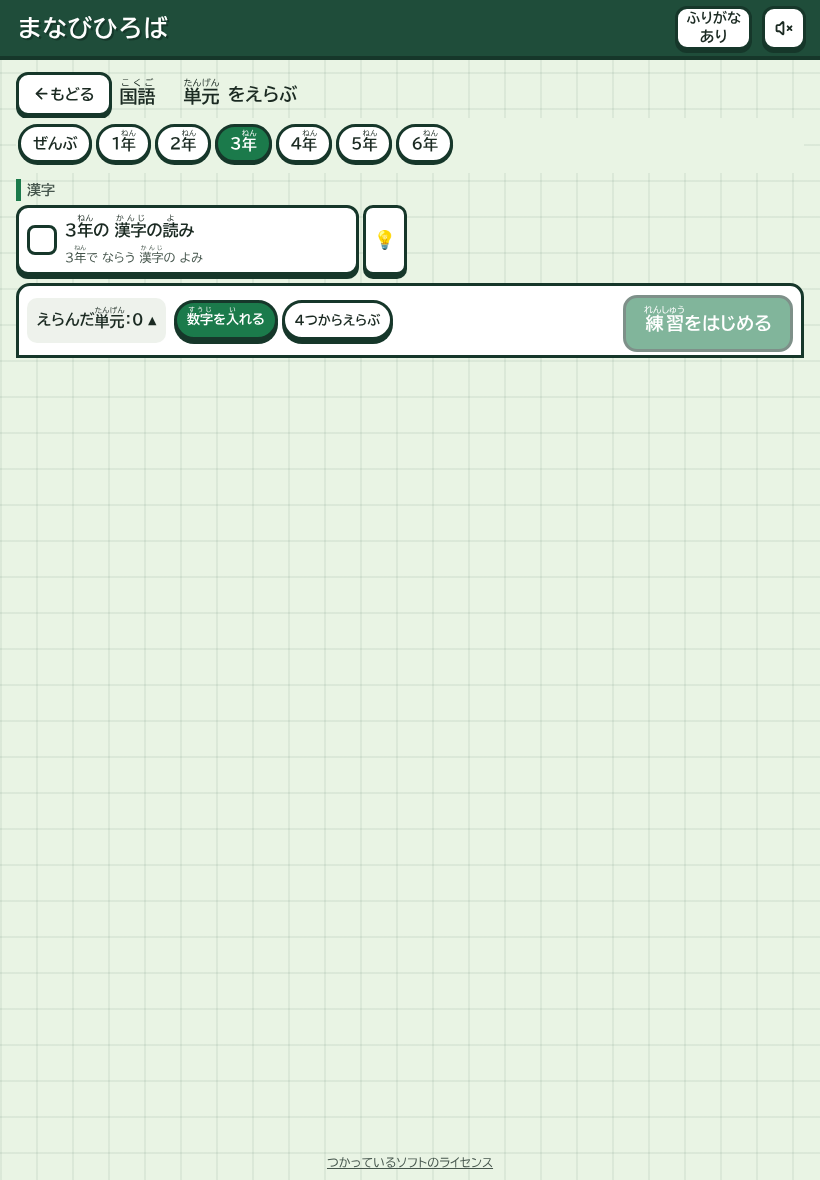 まなびひろば
ふりがな
あり
←もどる
国語 単元 をえらぶ
こくご たんげん
ぜんぶ 1年 2年 3年 4年 5年 6年
ねん ねん ねん ねん ねん ねん
漢字
3年の 漢字の読み
ねん かんじ よ
3年で ならう 漢字の よみ
ねん かんじ
えらんだ単元:0 ▲
たんげん
数字を入れる
すうじ い
4つからえらぶ
練習をはじめる
れんしゅう
つかっているソフトのライセンス